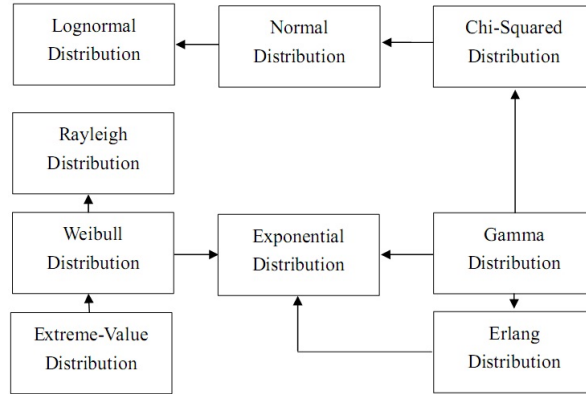 Lognormal
Distribution
Normal
Distribution
Chi-Squared
Distribution
Rayleigh
Distribution
Weibull
Distribution
Exponential
Distribution
Gamma
Distribution
Extreme-Value
Distribution
Erlang
Distribution